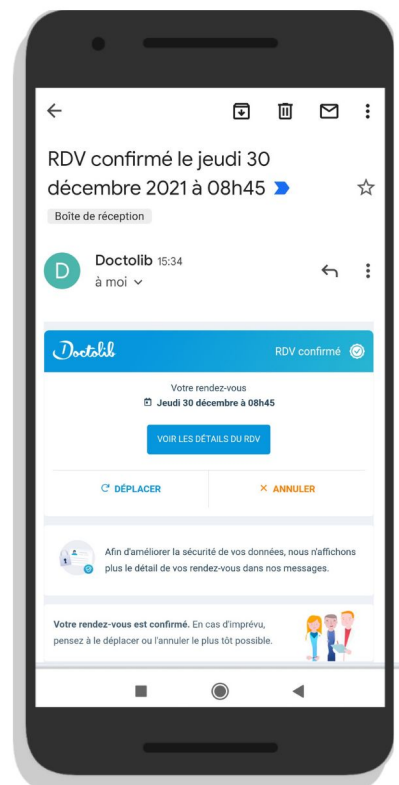 RDV confirmé le jeudi 30
décembre 2021 à 08h45
Boîte de réception
D
Doctolib 15:34
à moi
Doctolib
RDV confirmé
Votre rendez-vous
Jeudi 30 décembre à 08h45
VOIR LES DÉTAILS DU RDV
DÉPLACER
ANNULER
Afin d'améliorer la sécurité de vos données, nous n'affichons
plus le détail de vos rendez-vous dans nos messages.
Votre rendez-vous est confirmé. En cas d'imprévu,
pensez à le déplacer ou l'annuler le plus tôt possible.